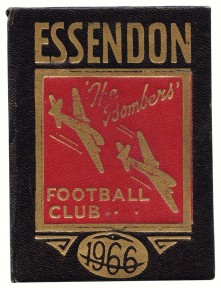 ESSENDON
'The
Bombers'
FOOTBALL
CLUB
1966